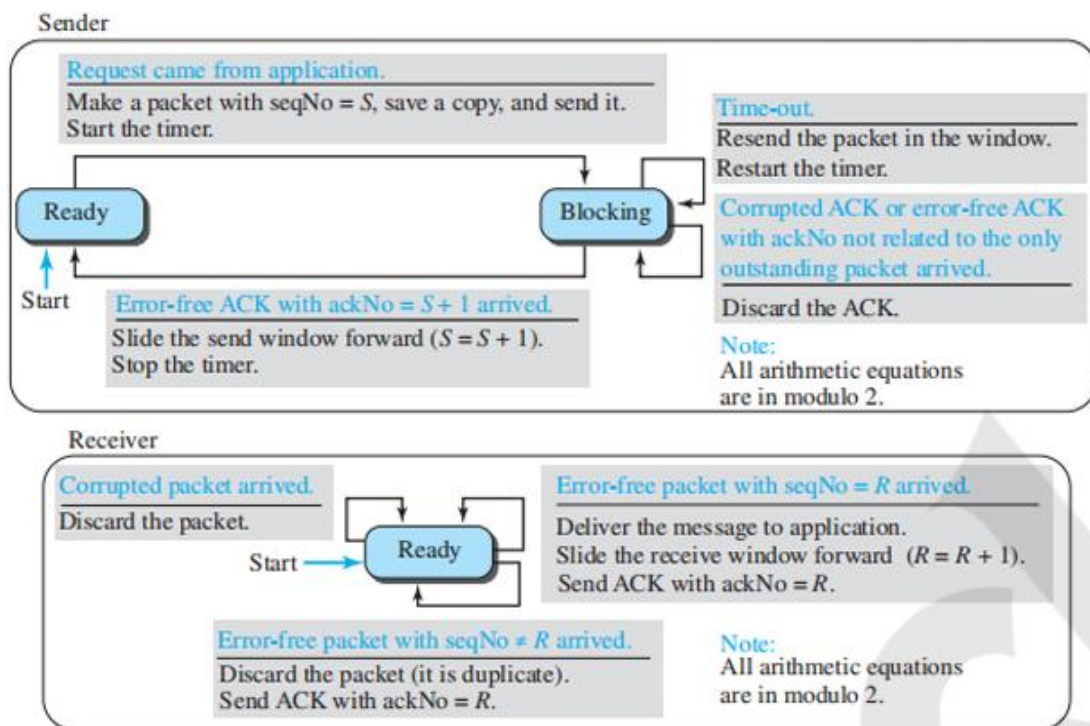 Sender
Request came from application.
Make a packet with seqNo = S, save a copy, and send it.
Start the timer.
Time-out.
Resend the packet in the window.
Restart the timer.
Ready
Blocking
Corrupted ACK or error-free ACK
with ackNo not related to the only
outstanding packet arrived.
Discard the ACK.
Start
Error-free ACK with ackNo = S + 1 arrived.
Slide the send window forward (S = S + 1).
Stop the timer.
Note:
All arithmetic equations
are in modulo 2.
Receiver
Corrupted packet arrived.
Discard the packet.
Error-free packet with seqNo = R arrived.
Deliver the message to application.
Slide the receive window forward (R = R + 1).
Send ACK with ackNo = R.
Start
Ready
Error-free packet with seqNo ≠ R arrived.
Discard the packet (it is duplicate).
Send ACK with ackNo = R.
Note:
All arithmetic equations
are in modulo 2.